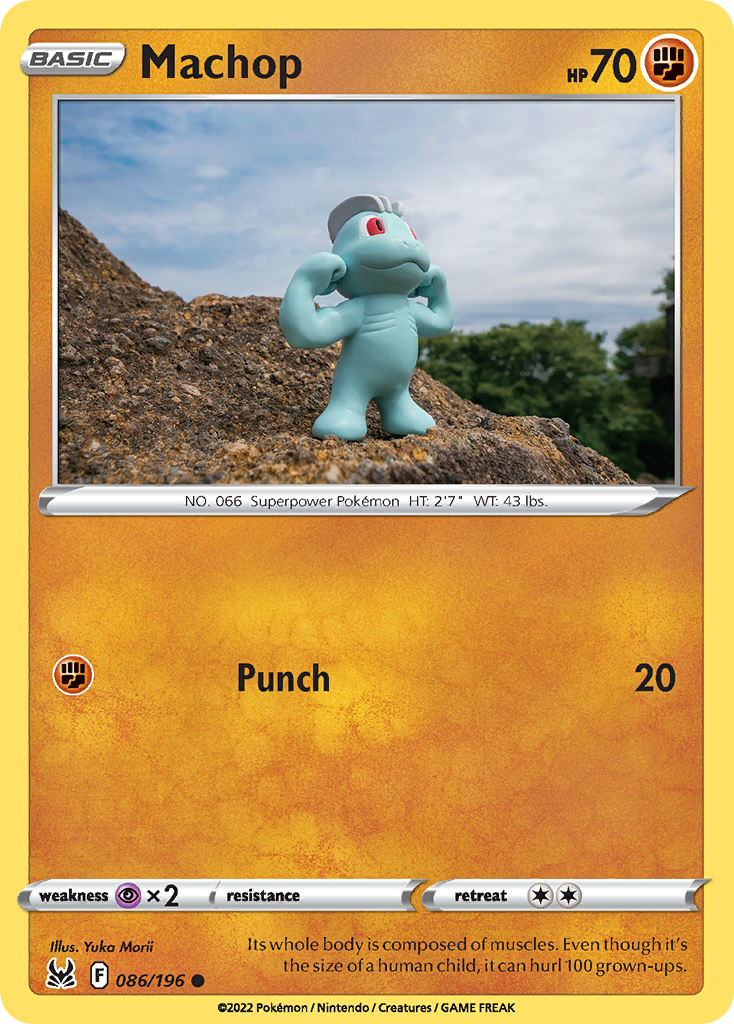 BASIC Machop HP70
NO. 066 Superpower Pokémon HT: 2'7" WT: 43 lbs.
Punch 20
weakness ×2 resistance retreat
Illus. Yuka Morii
Its whole body is composed of muscles. Even though it's
the size of a human child, it can hurl 100 grown-ups.
F 086/196
©2022 Pokémon / Nintendo / Creatures / GAME FREAK